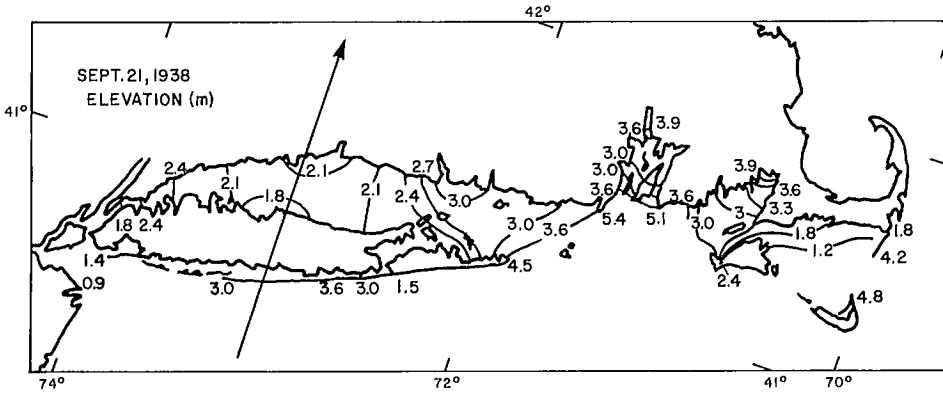 42°
SEPT. 21, 1938
ELEVATION (m)
41°
3.6 3.9
2.4 2.1 2.7 3.0 3.9
2.1 2.1 3.0 3.6
1.8 2.4 3.0 3.6 3.6 3.3
1.8 2.4 5.4 5.1 3.0 3
3.0 3.6 1.8 1.8
1.2
1.4 4.5 4.2
0.9 3.0 3.6 3.0 1.5 2.4
4.8
74° 72° 41° 70°